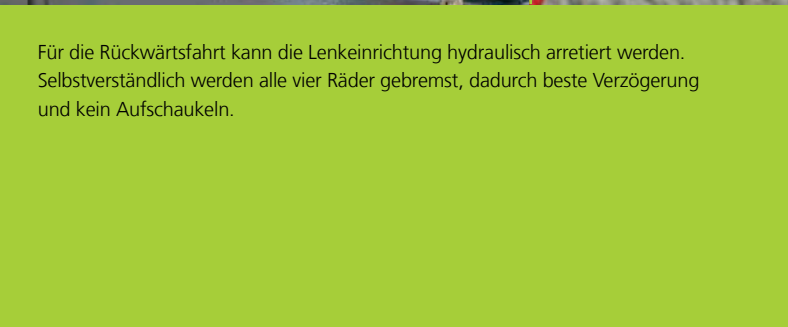 Für die Rückwärtsfahrt kann die Lenkeinrichtung hydraulisch arretiert werden.
Selbstverständlich werden alle vier Räder gebremst, dadurch beste Verzögerung
und kein Aufschaukeln.